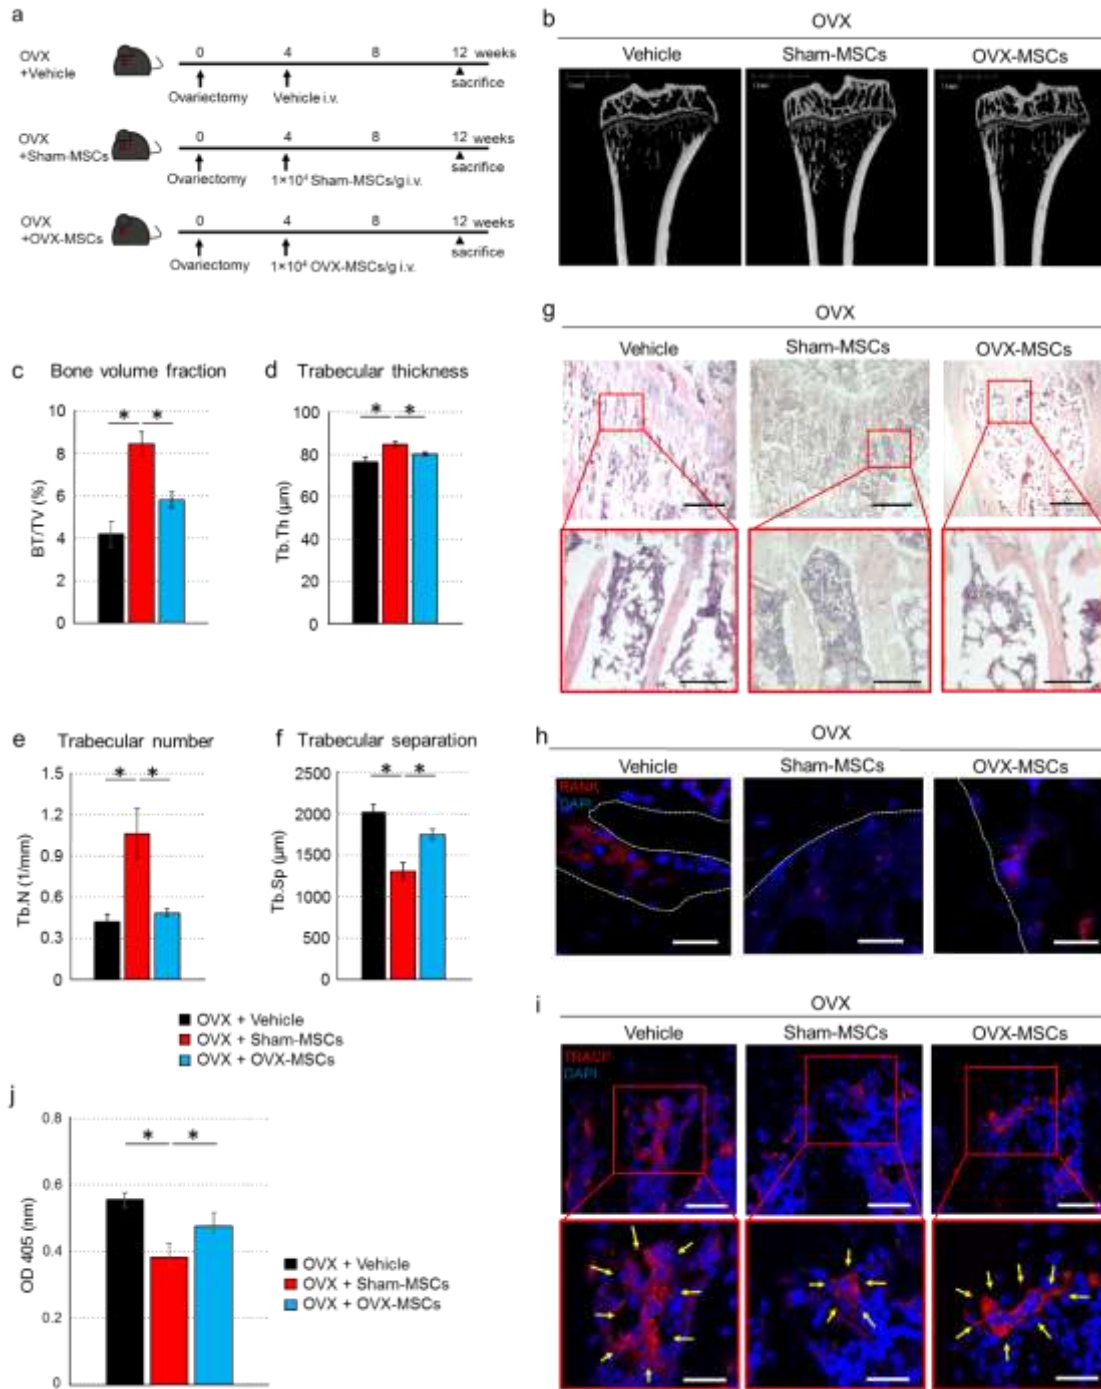 a
OVX
+Vehicle
0 4 8 12 weeks
Ovariectomy Vehicle i.v. sacrifice
OVX
+Sham-MSCs
0 4 8 12 weeks
Ovariectomy 1×10⁴ Sham-MSCs/g i.v. sacrifice
OVX
+OVX-MSCs
0 4 8 12 weeks
Ovariectomy 1×10⁴ OVX-MSCs/g i.v. sacrifice
b
OVX
Vehicle Sham-MSCs OVX-MSCs
c Bone volume fraction
BT/TV (%)
10
8
6
4
2
0
* *
d Trabecular thickness
Tb.Th (μm)
100
80
60
40
20
0
* *
e Trabecular number
Tb.N (1/mm)
1.5
1.2
0.9
0.6
0.3
0
* *
f Trabecular separation
Tb.Sp (μm)
2500
2000
1500
1000
500
0
* *
OVX + Vehicle
OVX + Sham-MSCs
OVX + OVX-MSCs
g
OVX
Vehicle Sham-MSCs OVX-MSCs
h
OVX
Vehicle Sham-MSCs OVX-MSCs
RANK
DAPI
i
OVX
Vehicle Sham-MSCs OVX-MSCs
TRACP
DAPI
j
OD 405 (nm)
0.8
0.6
0.4
0.2
0
* *
OVX + Vehicle
OVX + Sham-MSCs
OVX + OVX-MSCs